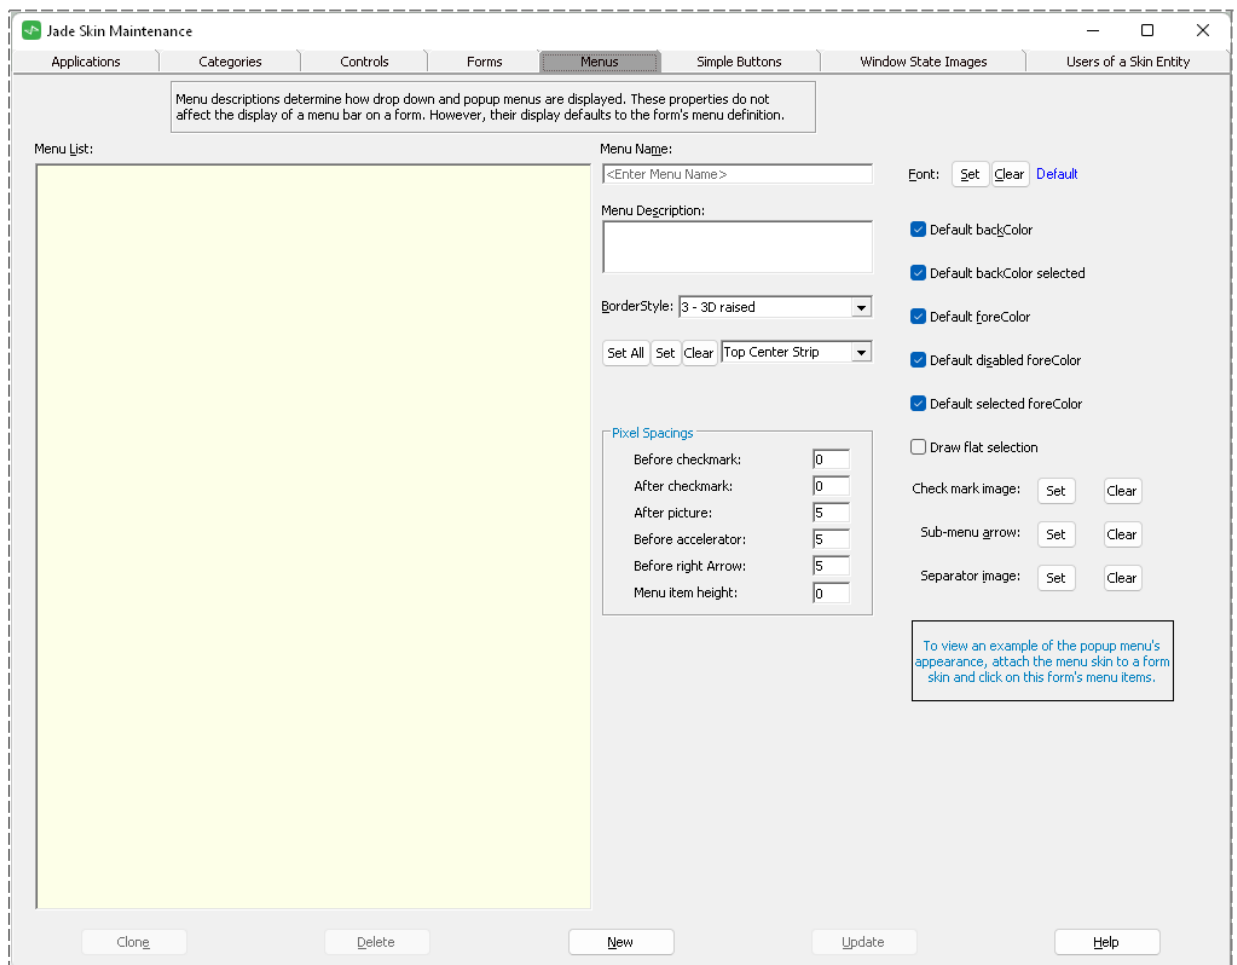 Jade Skin Maintenance
Applications
Categories
Controls
Forms
Menus
Simple Buttons
Window State Images
Users of a Skin Entity
Menu descriptions determine how drop down and popup menus are displayed. These properties do not
affect the display of a menu bar on a form. However, their display defaults to the form's menu definition.
Menu List:
Menu Name:
<Enter Menu Name>
Menu Description:
BorderStyle: 3 - 3D raised
Set All Set Clear Top Center Strip
Pixel Spacings
Before checkmark: 0
After checkmark: 0
After picture: 5
Before accelerator: 5
Before right Arrow: 5
Menu item height: 0
Font: Set Clear Default
Default backColor
Default backColor selected
Default foreColor
Default disabled foreColor
Default selected foreColor
Draw flat selection
Check mark image: Set Clear
Sub-menu arrow: Set Clear
Separator image: Set Clear
To view an example of the popup menu's
appearance, attach the menu skin to a form
skin and click on this form's menu items.
Clone
Delete
New
Update
Help